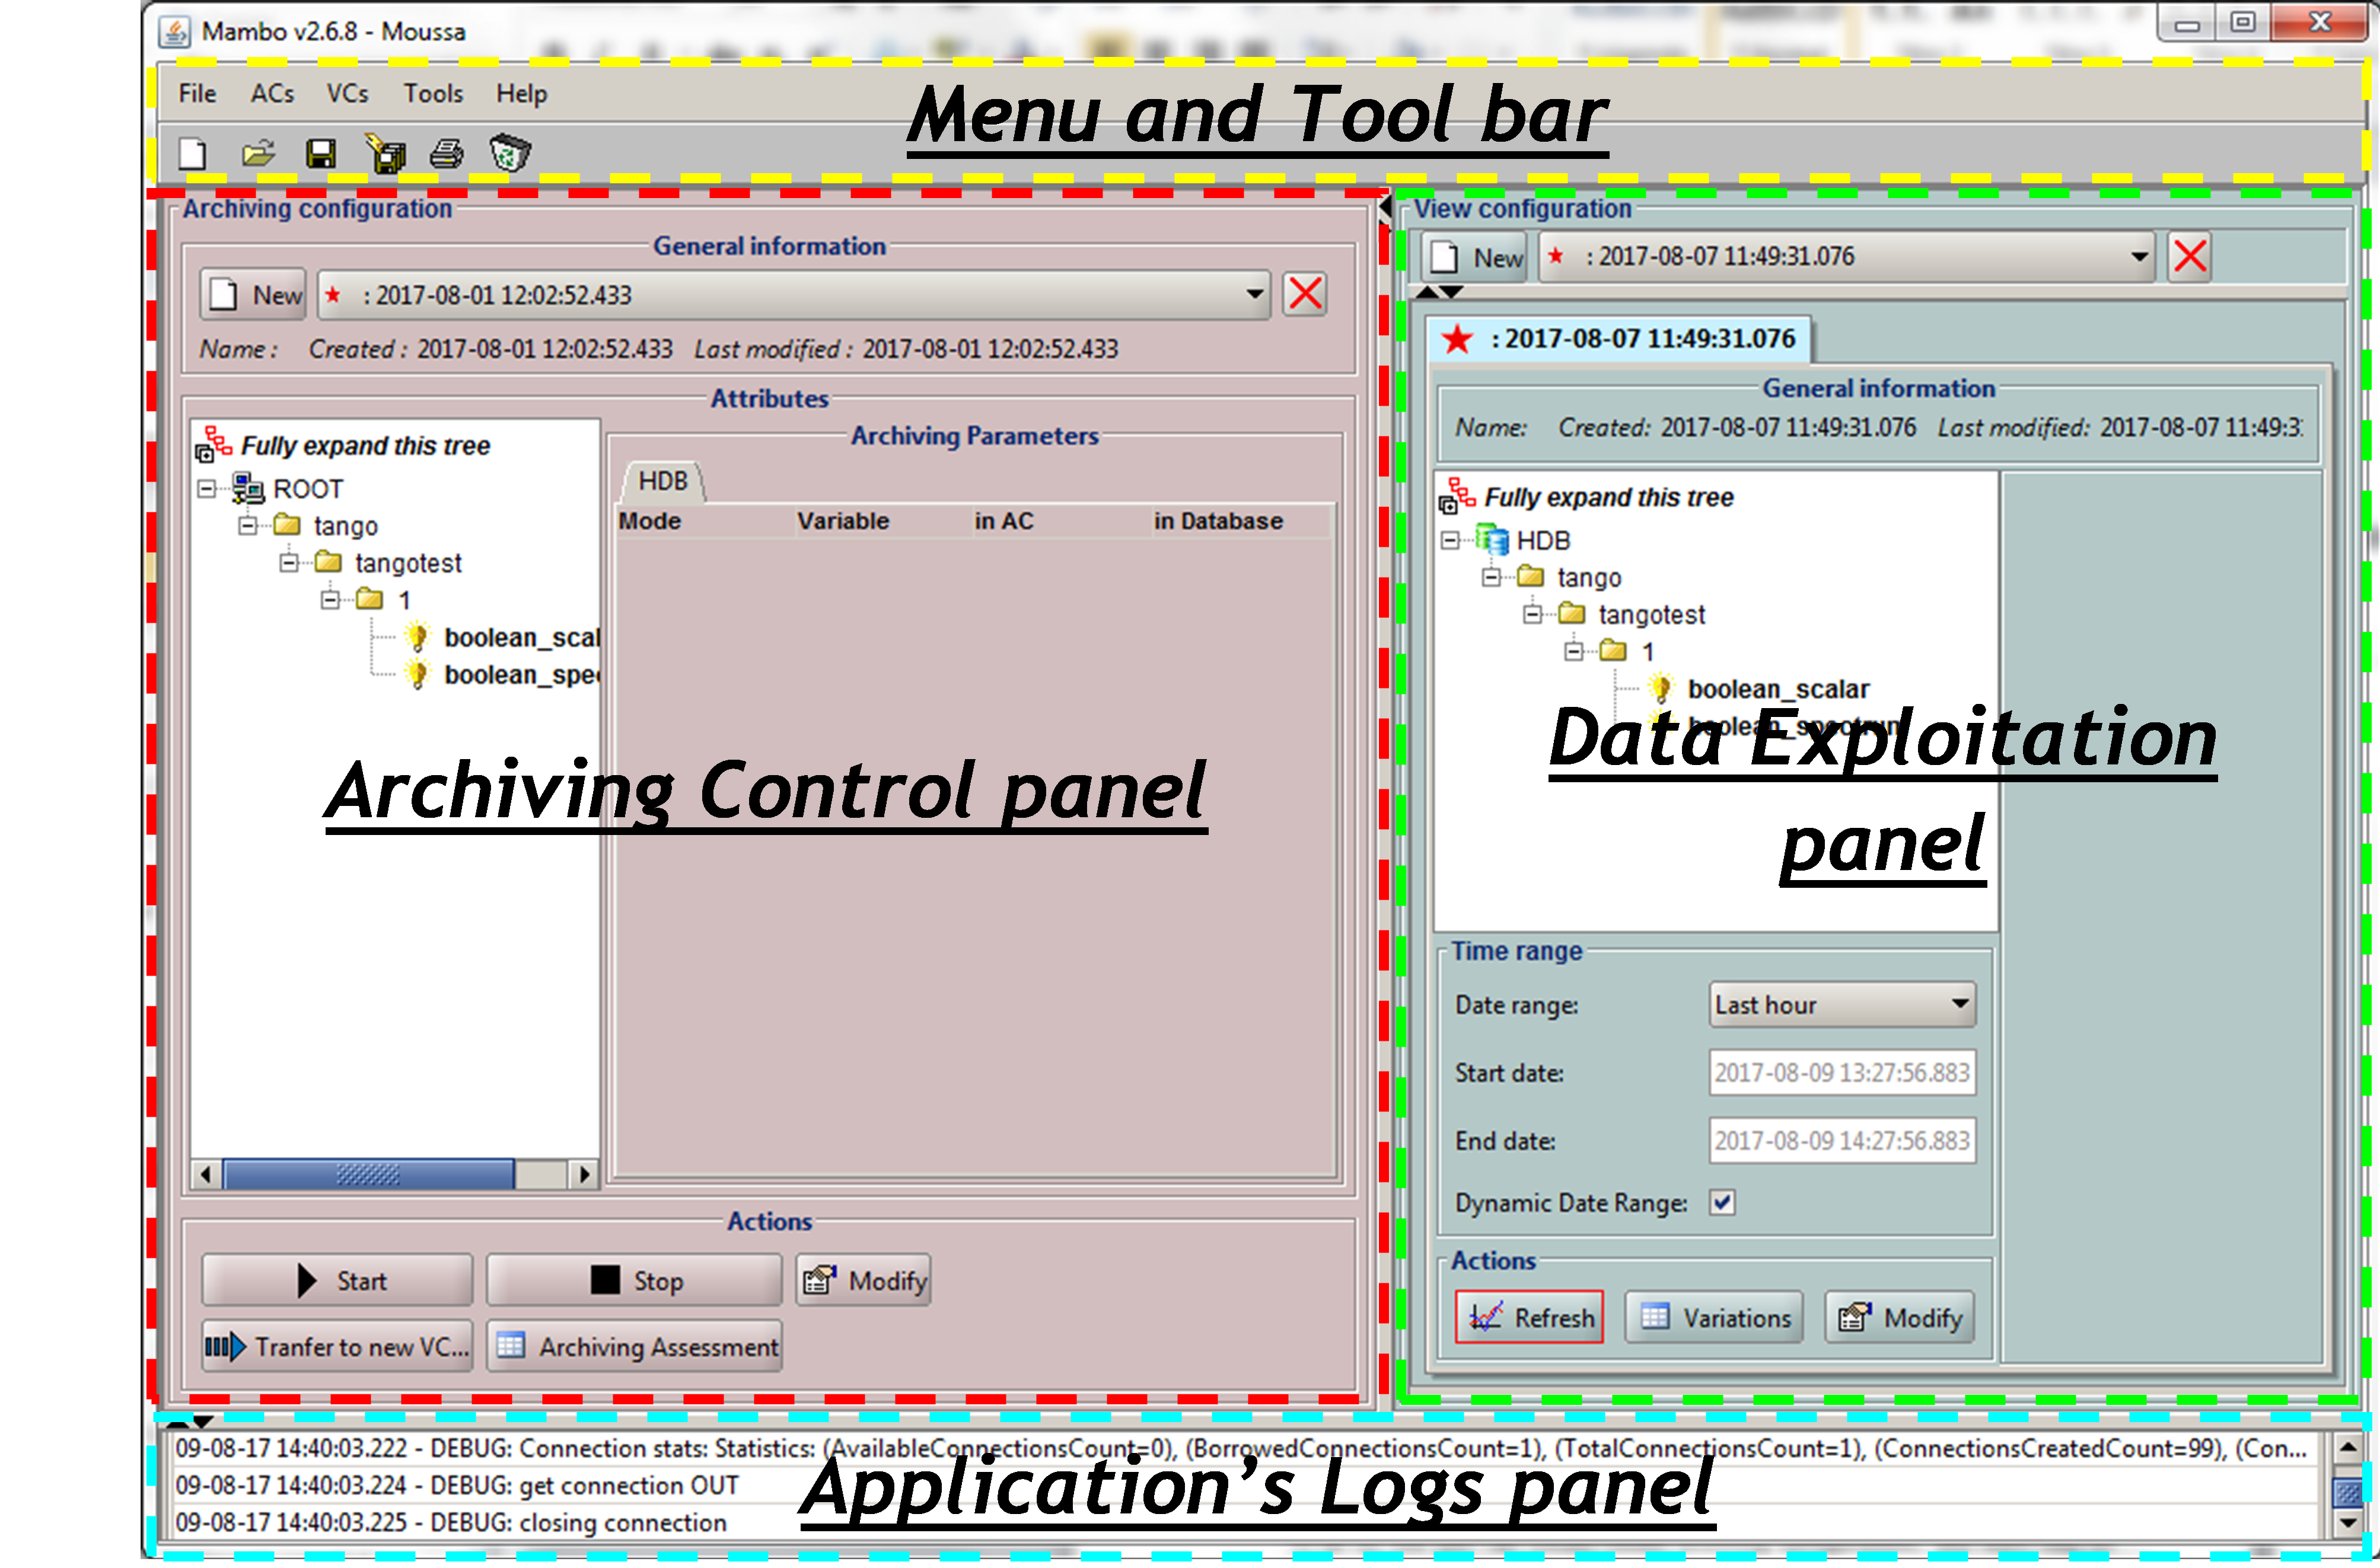 Mambo v2.6.8 - Moussa
File ACs VCs Tools Help
Menu and Tool bar
Archiving configuration
General information
New : 2017-08-01 12:02:52.433
Name : Created : 2017-08-01 12:02:52.433 Last modified : 2017-08-01 12:02:52.433
Attributes
Fully expand this tree
ROOT
tango
tangotest
1
boolean_scal
boolean_spe
Archiving Parameters
HDB
Mode Variable in AC in Database
Archiving Control panel
Actions
Start Stop Modify
Tranfer to new VC... Archiving Assessment
View configuration
New : 2017-08-07 11:49:31.076
: 2017-08-07 11:49:31.076
General information
Name: Created: 2017-08-07 11:49:31.076 Last modified: 2017-08-07 11:49:3
Fully expand this tree
HDB
tango
tangotest
1
boolean_scalar
boolean_spectrun
Data Exploitation
panel
Time range
Date range: Last hour
Start date: 2017-08-09 13:27:56.883
End date: 2017-08-09 14:27:56.883
Dynamic Date Range:
Actions
Refresh Variations Modify
09-08-17 14:40:03.222 - DEBUG: Connection stats: Statistics: (AvailableConnectionsCount=0), (BorrowedConnectionsCount=1), (TotalConnectionsCount=1), (ConnectionsCreatedCount=99), (Con...
09-08-17 14:40:03.224 - DEBUG: get connection OUT
09-08-17 14:40:03.225 - DEBUG: closing connection
Application's Logs panel